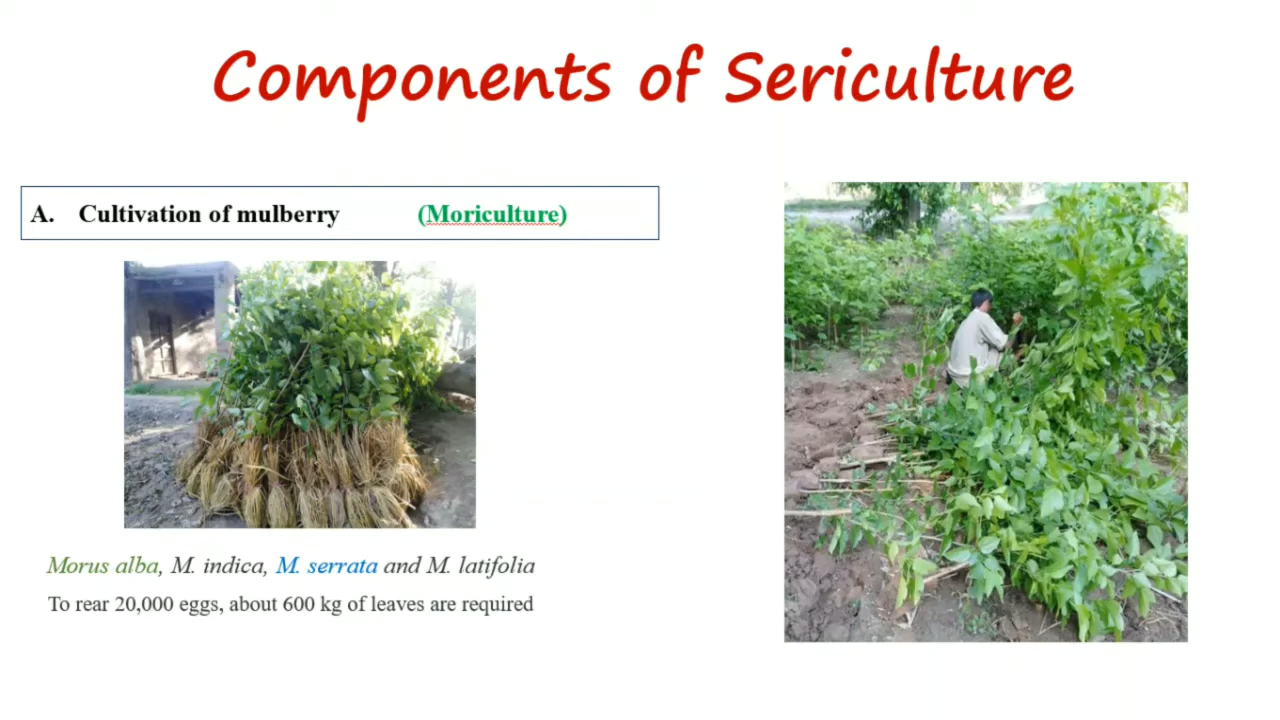 Components of Sericulture
A. Cultivation of mulberry (Moriculture)
Morus alba, M. indica, M. serrata and M. latifolia
To rear 20,000 eggs, about 600 kg of leaves are required